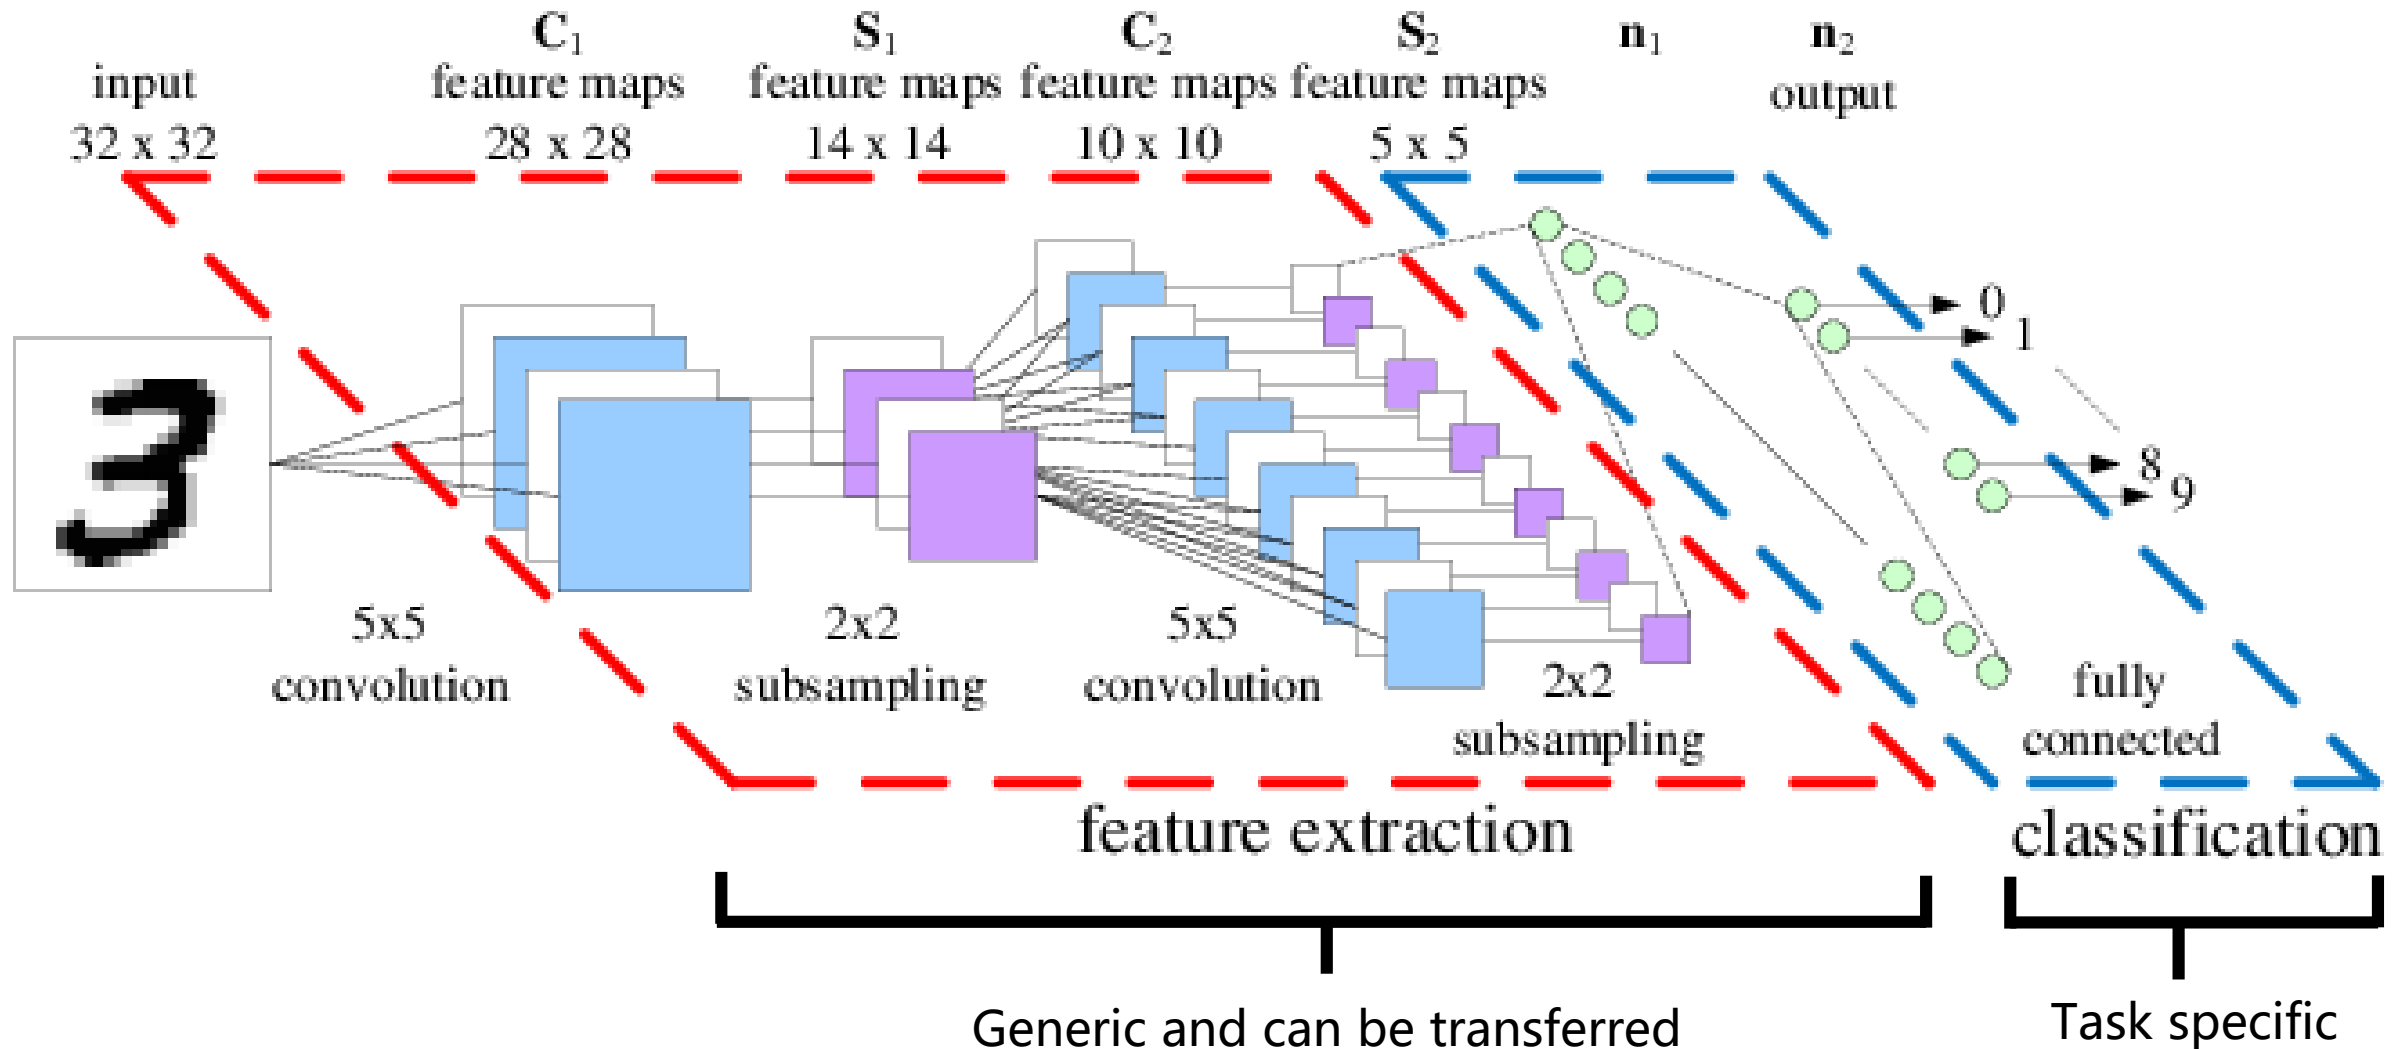 input
32 x 32
C1
feature maps
28 x 28
S1
feature maps
14 x 14
C2
feature maps
10 x 10
S2
feature maps
5 x 5
n1
n2
output
0
1
8
9
5x5
convolution
2x2
subsampling
5x5
convolution
2x2
subsampling
fully
connected
feature extraction
classification
Generic and can be transferred
Task specific
3